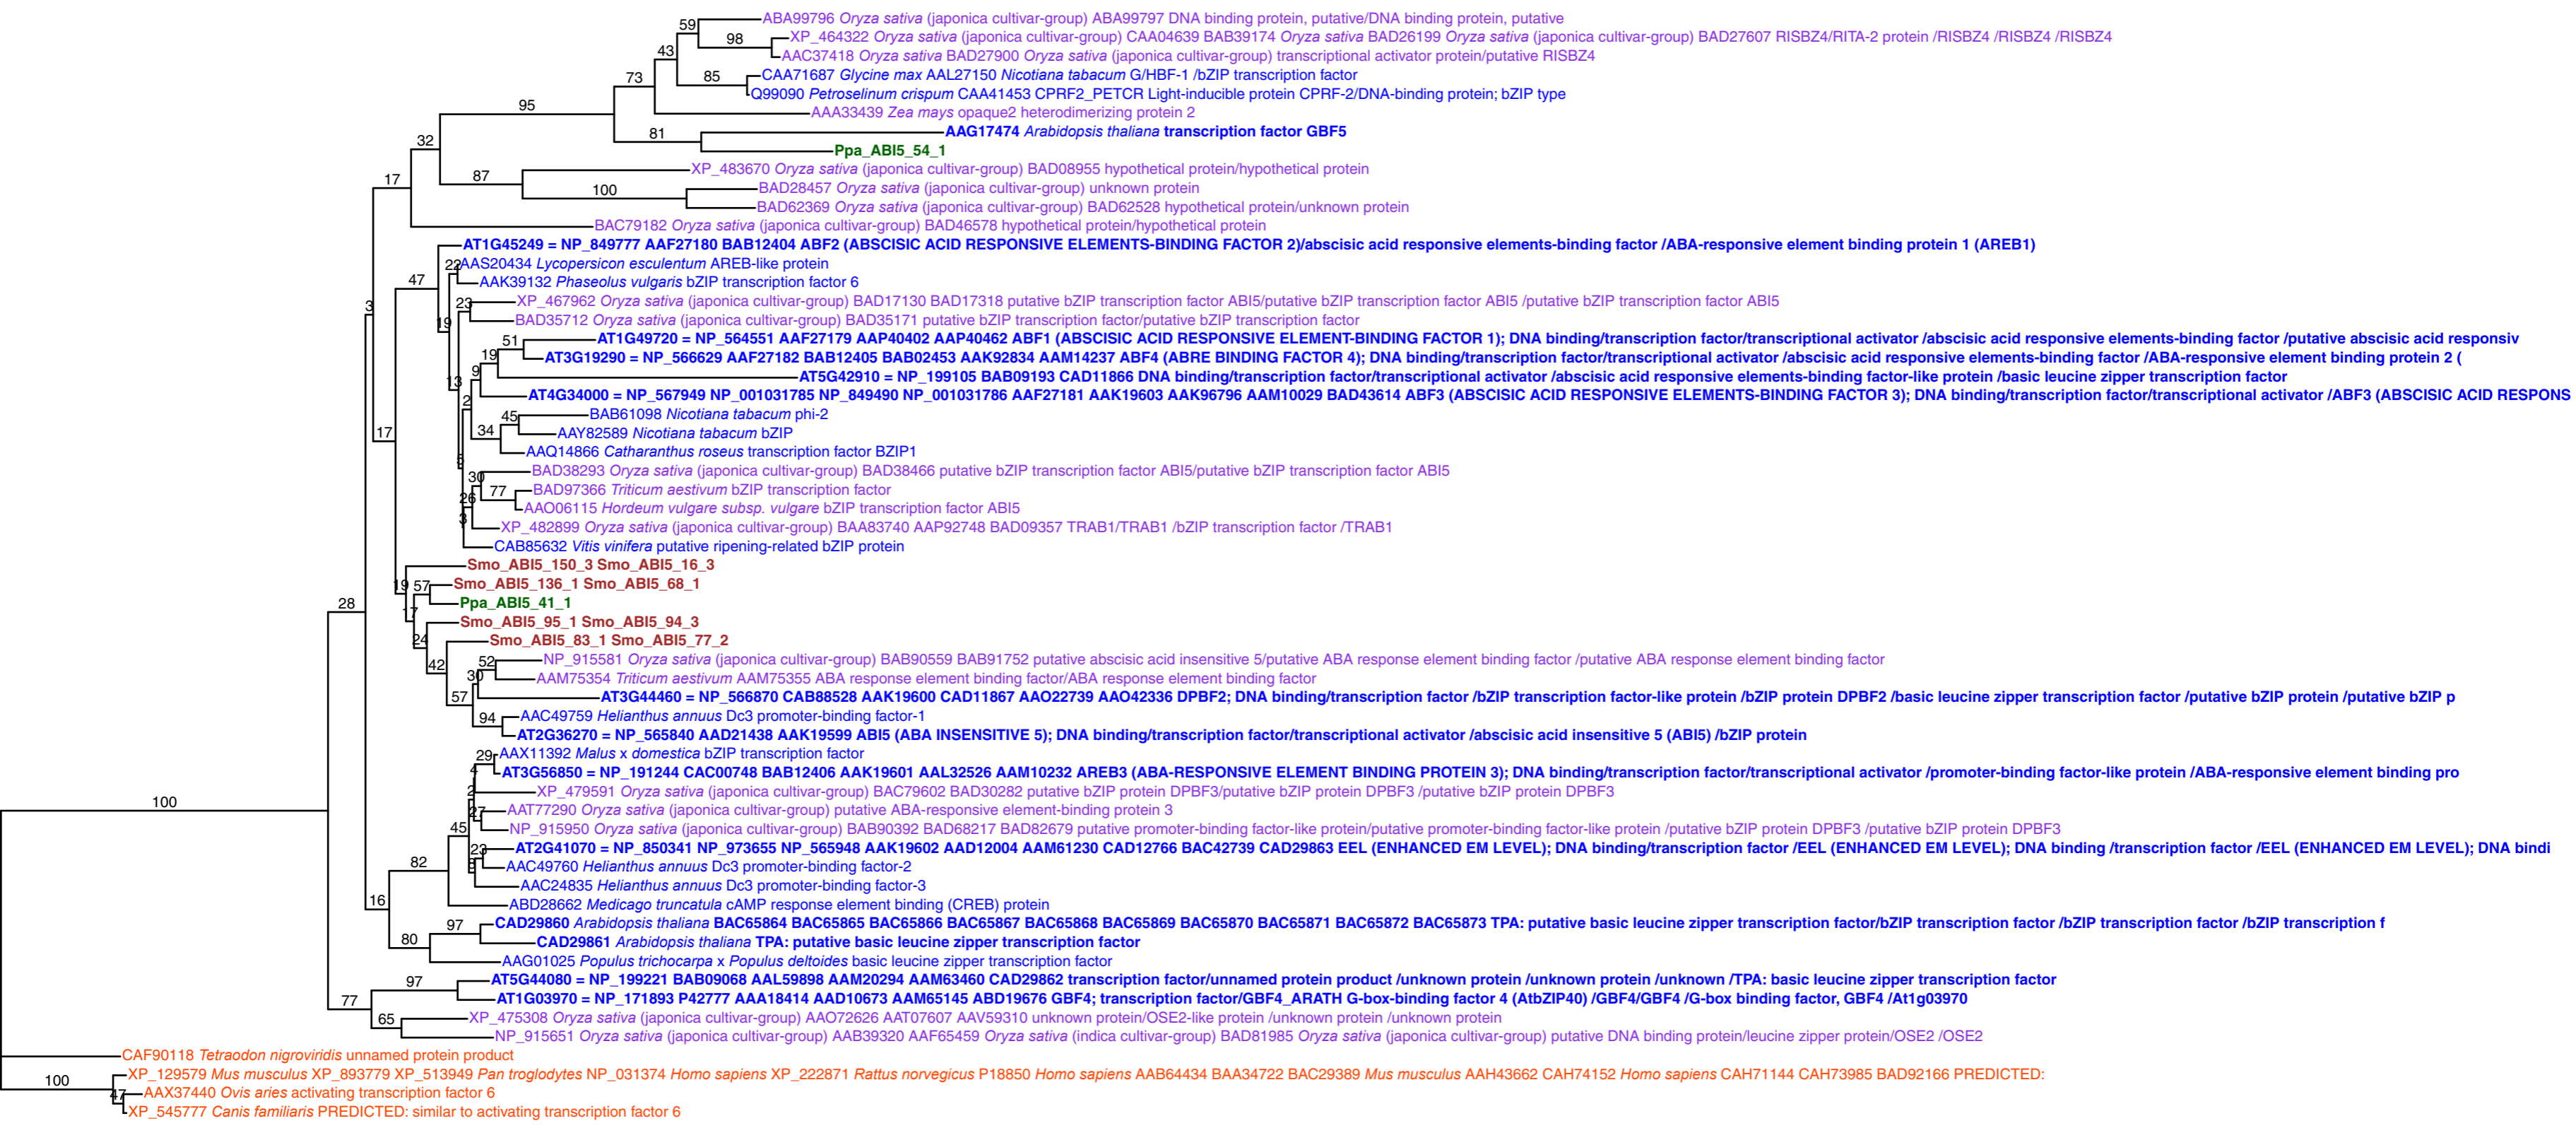 59
ABA99796 Oryza sativa (japonica cultivar-group) ABA99797 DNA binding protein, putative/DNA binding protein, putative
98
XP_464322 Oryza sativa (japonica cultivar-group) CAA04639 BAB39174 Oryza sativa BAD26199 Oryza sativa (japonica cultivar-group) BAD27607 RISBZ4/RITA-2 protein /RISBZ4 /RISBZ4 /RISBZ4
43
AAC37418 Oryza sativa BAD27900 Oryza sativa (japonica cultivar-group) transcriptional activator protein/putative RISBZ4
73
85
CAA71687 Glycine max AAL27150 Nicotiana tabacum G/HBF-1 /bZIP transcription factor
Q99090 Petroselinum crispum CAA41453 CPRF2_PETCR Light-inducible protein CPRF-2/DNA-binding protein; bZIP type
95
AAA33439 Zea mays opaque2 heterodimerizing protein 2
81
AAG17474 Arabidopsis thaliana transcription factor GBF5
32
Ppa_ABI5_54_1
XP_483670 Oryza sativa (japonica cultivar-group) BAD08955 hypothetical protein/hypothetical protein
17
87
100
BAD28457 Oryza sativa (japonica cultivar-group) unknown protein
BAD62369 Oryza sativa (japonica cultivar-group) BAD62528 hypothetical protein/unknown protein
BAC79182 Oryza sativa (japonica cultivar-group) BAD46578 hypothetical protein/hypothetical protein
AT1G45249 = NP_849777 AAF27180 BAB12404 ABF2 (ABSCISIC ACID RESPONSIVE ELEMENTS-BINDING FACTOR 2)/abscisic acid responsive elements-binding factor /ABA-responsive element binding protein 1 (AREB1)
22
AAS20434 Lycopersicon esculentum AREB-like protein
47
AAK39132 Phaseolus vulgaris bZIP transcription factor 6
3
23
XP_467962 Oryza sativa (japonica cultivar-group) BAD17130 BAD17318 putative bZIP transcription factor ABI5/putative bZIP transcription factor ABI5 /putative bZIP transcription factor ABI5
19
BAD35712 Oryza sativa (japonica cultivar-group) BAD35171 putative bZIP transcription factor/putative bZIP transcription factor
51
AT1G49720 = NP_564551 AAF27179 AAP40402 AAP40462 ABF1 (ABSCISIC ACID RESPONSIVE ELEMENT-BINDING FACTOR 1); DNA binding/transcription factor/transcriptional activator /abscisic acid responsive elements-binding factor /putative abscisic acid responsiv
19
AT3G19290 = NP_566629 AAF27182 BAB12405 BAB02453 AAK92834 AAM14237 ABF4 (ABRE BINDING FACTOR 4); DNA binding/transcription factor/transcriptional activator /abscisic acid responsive elements-binding factor /ABA-responsive element binding protein 2 (
9
13
AT5G42910 = NP_199105 BAB09193 CAD11866 DNA binding/transcription factor/transcriptional activator /abscisic acid responsive elements-binding factor-like protein /basic leucine zipper transcription factor
2
AT4G34000 = NP_567949 NP_001031785 NP_849490 NP_001031786 AAF27181 AAK19603 AAK96796 AAM10029 BAD43614 ABF3 (ABSCISIC ACID RESPONSIVE ELEMENTS-BINDING FACTOR 3); DNA binding/transcription factor/transcriptional activator /ABF3 (ABSCISIC ACID RESPONS
45
BAB61098 Nicotiana tabacum phi-2
17
34
AAY82589 Nicotiana tabacum bZIP
AAQ14866 Catharanthus roseus transcription factor BZIP1
5
BAD38293 Oryza sativa (japonica cultivar-group) BAD38466 putative bZIP transcription factor ABI5/putative bZIP transcription factor ABI5
30
77
BAD97366 Triticum aestivum bZIP transcription factor
26
AAO06115 Hordeum vulgare subsp. vulgare bZIP transcription factor ABI5
3
XP_482899 Oryza sativa (japonica cultivar-group) BAA83740 AAP92748 BAD09357 TRAB1/TRAB1 /bZIP transcription factor /TRAB1
CAB85632 Vitis vinifera putative ripening-related bZIP protein
Smo_ABI5_150_3 Smo_ABI5_16_3
19
57
Smo_ABI5_136_1 Smo_ABI5_68_1
28
Ppa_ABI5_41_1
17
Smo_ABI5_95_1 Smo_ABI5_94_3
24
Smo_ABI5_83_1 Smo_ABI5_77_2
42
52
NP_915581 Oryza sativa (japonica cultivar-group) BAB90559 BAB91752 putative abscisic acid insensitive 5/putative ABA response element binding factor /putative ABA response element binding factor
30
AAM75354 Triticum aestivum AAM75355 ABA response element binding factor/ABA response element binding factor
57
AT3G44460 = NP_566870 CAB88528 AAK19600 CAD11867 AAO22739 AAO42336 DPBF2; DNA binding/transcription factor /bZIP transcription factor-like protein /bZIP protein DPBF2 /basic leucine zipper transcription factor /putative bZIP protein /putative bZIP p
94
AAC49759 Helianthus annuus Dc3 promoter-binding factor-1
AT2G36270 = NP_565840 AAD21438 AAK19599 ABI5 (ABA INSENSITIVE 5); DNA binding/transcription factor/transcriptional activator /abscisic acid insensitive 5 (ABI5) /bZIP protein
29
AAX11392 Malus x domestica bZIP transcription factor
4
AT3G56850 = NP_191244 CAC00748 BAB12406 AAK19601 AAL32526 AAM10232 AREB3 (ABA-RESPONSIVE ELEMENT BINDING PROTEIN 3); DNA binding/transcription factor/transcriptional activator /promoter-binding factor-like protein /ABA-responsive element binding pro
2
XP_479591 Oryza sativa (japonica cultivar-group) BAC79602 BAD30282 putative bZIP protein DPBF3/putative bZIP protein DPBF3 /putative bZIP protein DPBF3
100
27
AAT77290 Oryza sativa (japonica cultivar-group) putative ABA-responsive element-binding protein 3
45
NP_915950 Oryza sativa (japonica cultivar-group) BAB90392 BAD68217 BAD82679 putative promoter-binding factor-like protein/putative promoter-binding factor-like protein /putative bZIP protein DPBF3 /putative bZIP protein DPBF3
23
AT2G41070 = NP_850341 NP_973655 NP_565948 AAK19602 AAD12004 AAM61230 CAD12766 BAC42739 CAD29863 EEL (ENHANCED EM LEVEL); DNA binding/transcription factor /EEL (ENHANCED EM LEVEL); DNA binding /transcription factor /EEL (ENHANCED EM LEVEL); DNA bindi
82
AAC49760 Helianthus annuus Dc3 promoter-binding factor-2
AAC24835 Helianthus annuus Dc3 promoter-binding factor-3
16
ABD28662 Medicago truncatula cAMP response element binding (CREB) protein
97
CAD29860 Arabidopsis thaliana BAC65864 BAC65865 BAC65866 BAC65867 BAC65868 BAC65869 BAC65870 BAC65871 BAC65872 BAC65873 TPA: putative basic leucine zipper transcription factor/bZIP transcription factor /bZIP transcription factor /bZIP transcription f
80
CAD29861 Arabidopsis thaliana TPA: putative basic leucine zipper transcription factor
AAG01025 Populus trichocarpa x Populus deltoides basic leucine zipper transcription factor
97
AT5G44080 = NP_199221 BAB09068 AAL59898 AAM20294 AAM63460 CAD29862 transcription factor/unnamed protein product /unknown protein /unknown protein /unknown /TPA: basic leucine zipper transcription factor
77
AT1G03970 = NP_171893 P42777 AAA18414 AAD10673 AAM65145 ABD19676 GBF4; transcription factor/GBF4_ARATH G-box-binding factor 4 (AtbZIP40) /GBF4/GBF4 /G-box binding factor, GBF4 /At1g03970
65
XP_475308 Oryza sativa (japonica cultivar-group) AAO72626 AAT07607 AAV59310 unknown protein/OSE2-like protein /unknown protein /unknown protein
NP_915651 Oryza sativa (japonica cultivar-group) AAB39320 AAF65459 Oryza sativa (indica cultivar-group) BAD81985 Oryza sativa (japonica cultivar-group) putative DNA binding protein/leucine zipper protein/OSE2 /OSE2
CAF90118 Tetraodon nigroviridis unnamed protein product
100
XP_129579 Mus musculus XP_893779 XP_513949 Pan troglodytes NP_031374 Homo sapiens XP_222871 Rattus norvegicus P18850 Homo sapiens AAB64434 BAA34722 BAC29389 Mus musculus AAH43662 CAH74152 Homo sapiens CAH71144 CAH73985 BAD92166 PREDICTED:
47
AAX37440 Ovis aries activating transcription factor 6
XP_545777 Canis familiaris PREDICTED: similar to activating transcription factor 6